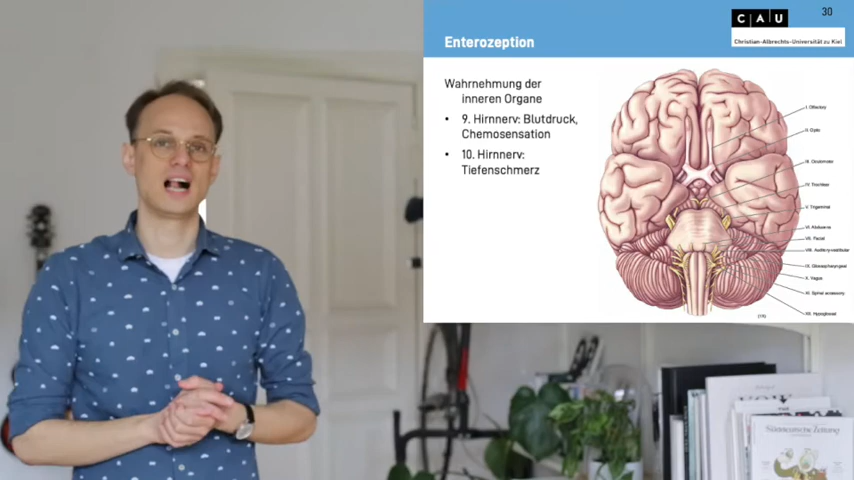 30
C A U
Christian-Albrechts-Universität zu Kiel
Enterozeption
Wahrnehmung der
inneren Organe
• 9. Hirnnerv: Blutdruck,
Chemosensation
• 10. Hirnnerv:
Tiefenschmerz
I. Olfactory
II. Optic
III. Oculomotor
IV. Trochlear
V. Trigeminal
VI. Abducens
VII. Facial
VIII. Auditory-vestibular
IX. Glossopharyngeal
X. Vagus
XI. Spinal accessory
XII. Hypoglossal
Süddeutsche Zeitung